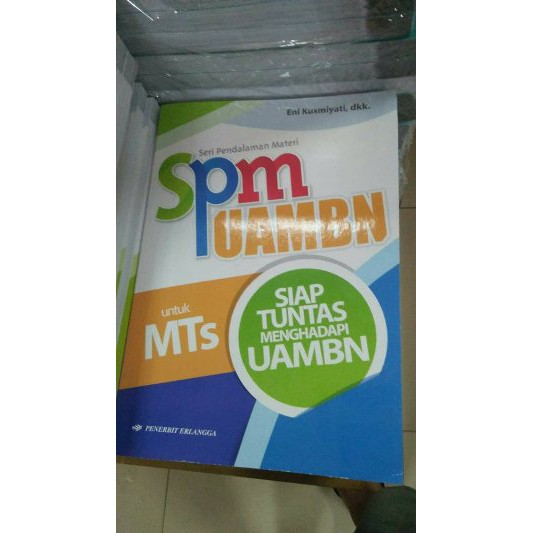 Eni Kusmiyati, dkk.
Seri Pendalaman Materi
Spm
UAMBN
untuk
MTs
SIAP
TUNTAS
MENGHADAPI
UAMBN
PENERBIT ERLANGGA